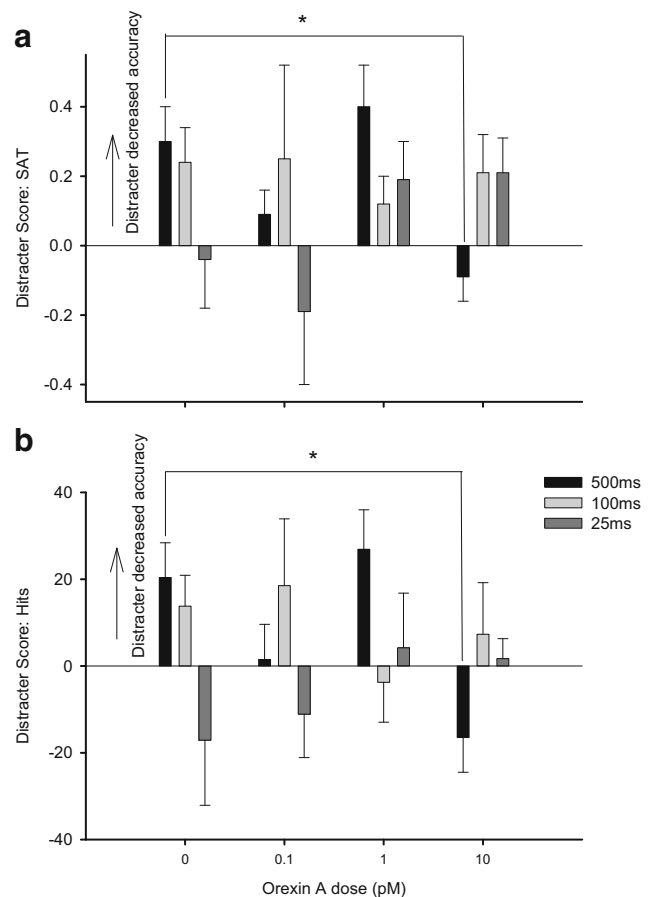 a
*
Distracter decreased accuracy
Distracter Score: SAT
0.4
0.2
0.0
-0.2
-0.4
b
*
Distracter decreased accuracy
Distracter Score: Hits
40
20
0
-20
-40
500ms
100ms
25ms
0 0.1 1 10
Orexin A dose (pM)